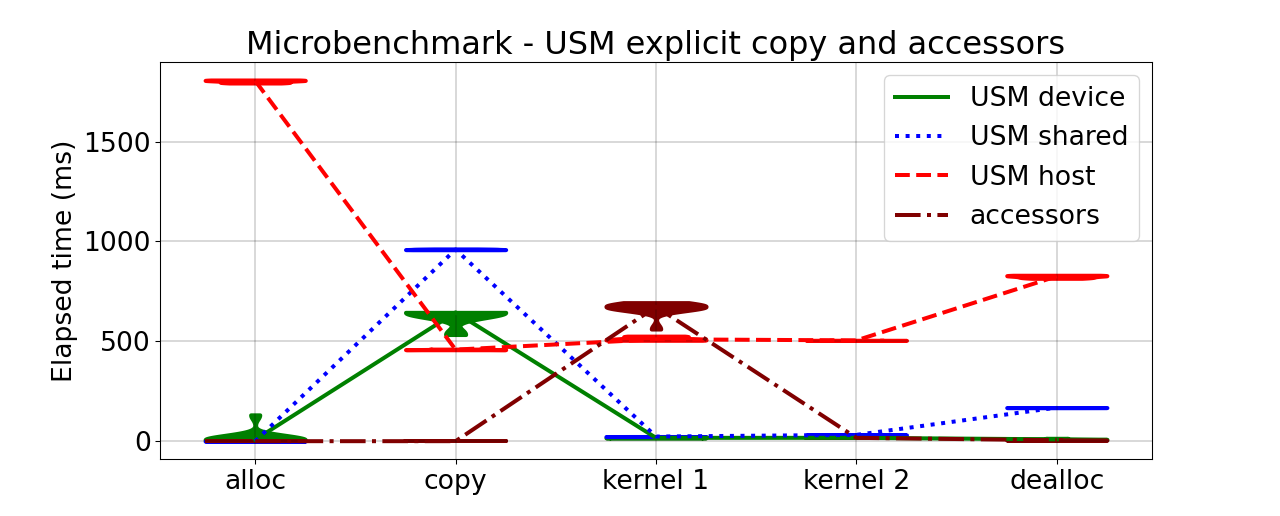 Microbenchmark - USM explicit copy and accessors
Elapsed time (ms)
1500
1000
500
0
USM device
USM shared
USM host
accessors
alloc copy kernel 1 kernel 2 dealloc